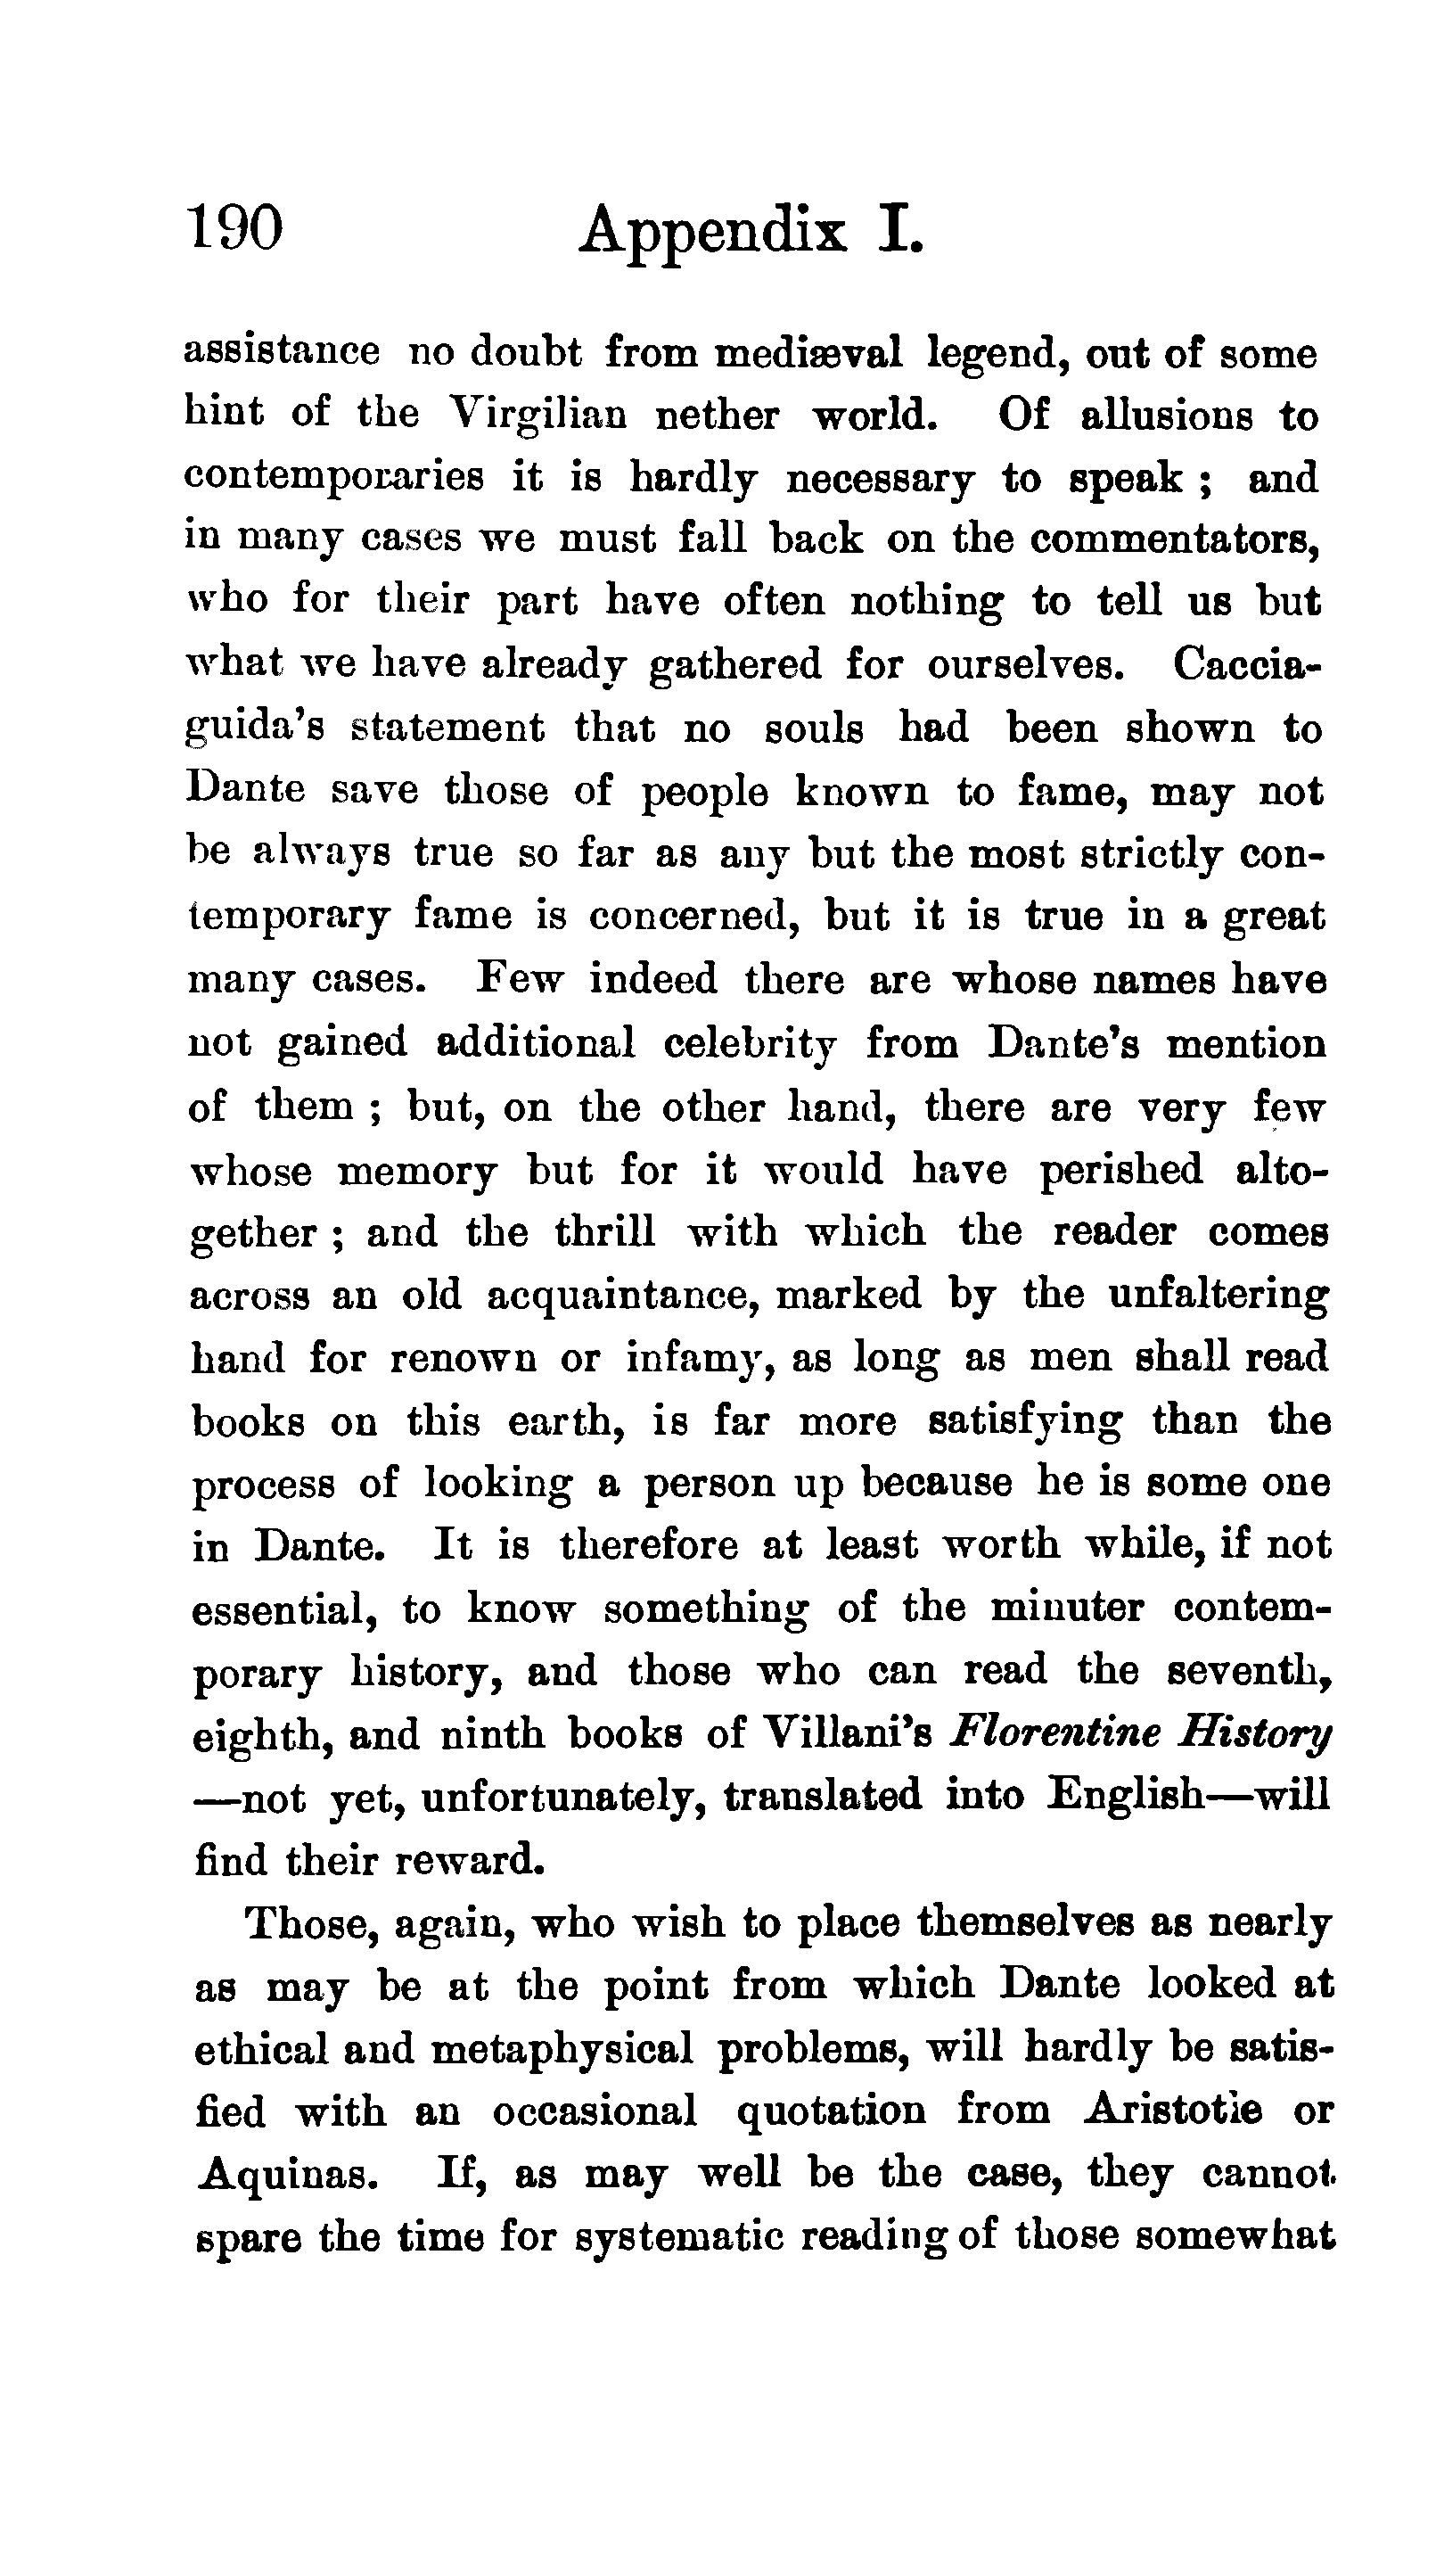 190 Appendix I.
assistance no doubt from mediæval legend, out of some
hint of the Virgilian nether world. Of allusions to
contemporaries it is hardly necessary to speak ; and
in many cases we must fall back on the commentators,
who for their part have often nothing to tell us but
what we have already gathered for ourselves. Caccia-
guida's statement that no souls had been shown to
Dante save those of people known to fame, may not
be always true so far as any but the most strictly con-
temporary fame is concerned, but it is true in a great
many cases. Few indeed there are whose names have
not gained additional celebrity from Dante's mention
of them ; but, on the other hand, there are very few
whose memory but for it would have perished alto-
gether ; and the thrill with which the reader comes
across an old acquaintance, marked by the unfaltering
hand for renown or infamy, as long as men shall read
books on this earth, is far more satisfying than the
process of looking a person up because he is some one
in Dante. It is therefore at least worth while, if not
essential, to know something of the minuter contem-
porary history, and those who can read the seventh,
eighth, and ninth books of Villani's Florentine History
—not yet, unfortunately, translated into English—will
find their reward.
Those, again, who wish to place themselves as nearly
as may be at the point from which Dante looked at
ethical and metaphysical problems, will hardly be satis-
fied with an occasional quotation from Aristotle or
Aquinas. If, as may well be the case, they cannot
spare the time for systematic reading of those somewhat